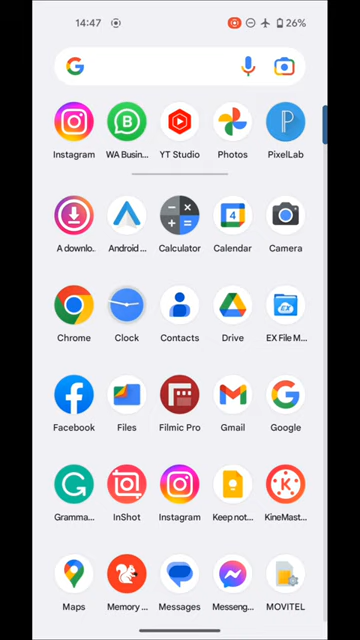 14:47
26%
Instagram
WA Busin...
YT Studio
Photos
PixelLab
A downlo..
Android ...
Calculator
Calendar
Camera
Chrome
Clock
Contacts
Drive
EX File M...
Facebook
Files
Filmic Pro
Gmail
Google
Gramma...
InShot
Instagram
Keep not...
KineMast...
Maps
Memory ...
Messages
Messeng...
MOVITEL